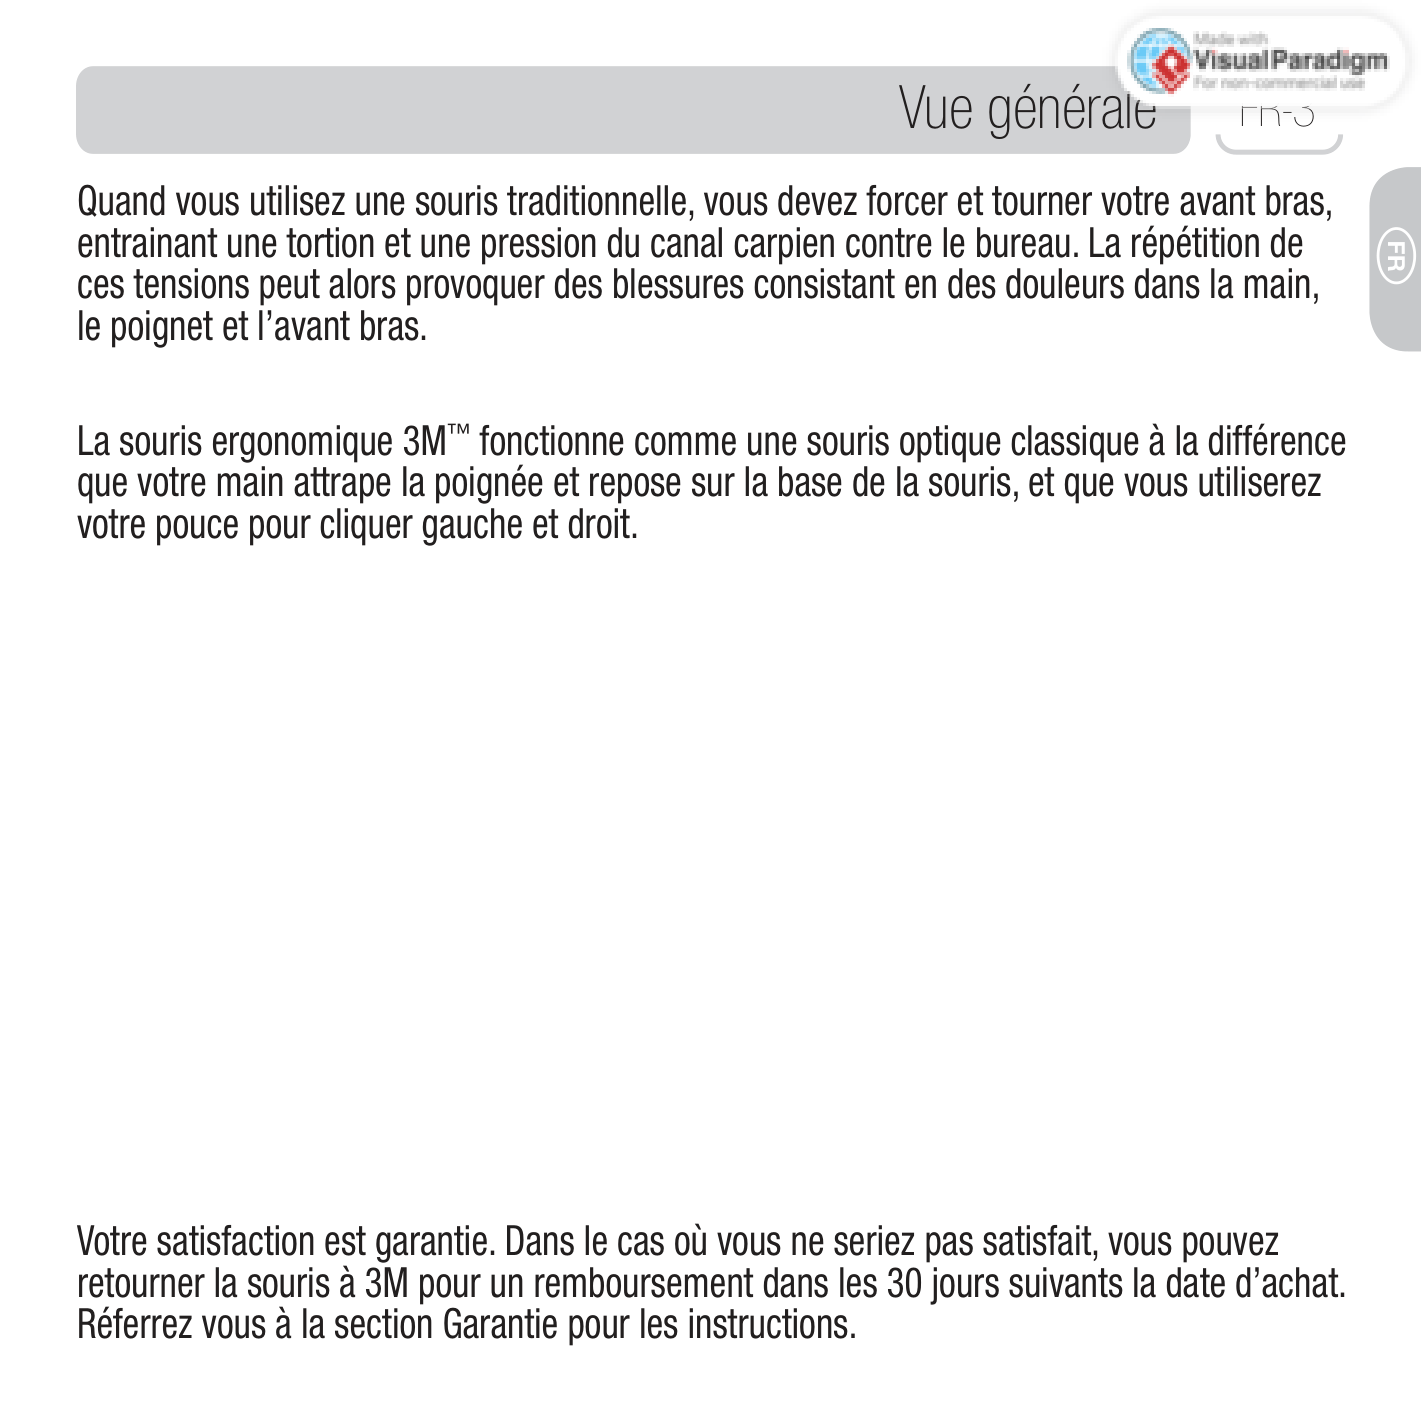 Made with
Visual Paradigm
For non-commercial use
Vue générale
FR-3
FR
Quand vous utilisez une souris traditionnelle, vous devez forcer et tourner votre avant bras,
entrainant une tortion et une pression du canal carpien contre le bureau. La répétition de
ces tensions peut alors provoquer des blessures consistant en des douleurs dans la main,
le poignet et l’avant bras.
La souris ergonomique 3M™ fonctionne comme une souris optique classique à la différence
que votre main attrape la poignée et repose sur la base de la souris, et que vous utiliserez
votre pouce pour cliquer gauche et droit.
Votre satisfaction est garantie. Dans le cas où vous ne seriez pas satisfait, vous pouvez
retourner la souris à 3M pour un remboursement dans les 30 jours suivants la date d’achat.
Réferrez vous à la section Garantie pour les instructions.